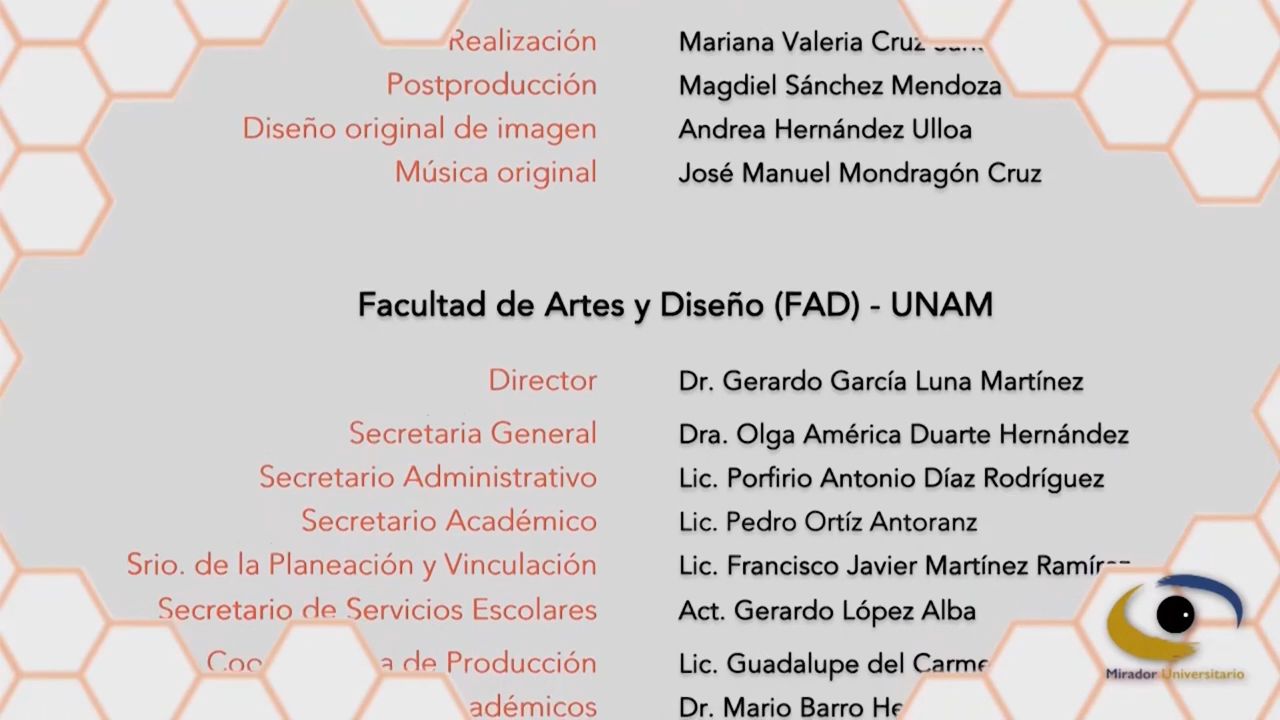 Realización Mariana Valeria Cruz
Postproducción Magdiel Sánchez Mendoza
Diseño original de imagen Andrea Hernández Ulloa
Música original José Manuel Mondragón Cruz
Facultad de Artes y Diseño (FAD) - UNAM
Director Dr. Gerardo García Luna Martínez
Secretaria General Dra. Olga América Duarte Hernández
Secretario Administrativo Lic. Porfirio Antonio Díaz Rodríguez
Secretario Académico Lic. Pedro Ortíz Antoranz
Srio. de la Planeación y Vinculación Lic. Francisco Javier Martínez Ramírez
Secretario de Servicios Escolares Act. Gerardo López Alba
de Producción Lic. Guadalupe del
Dr. Mario Barro
Mirador Universitario